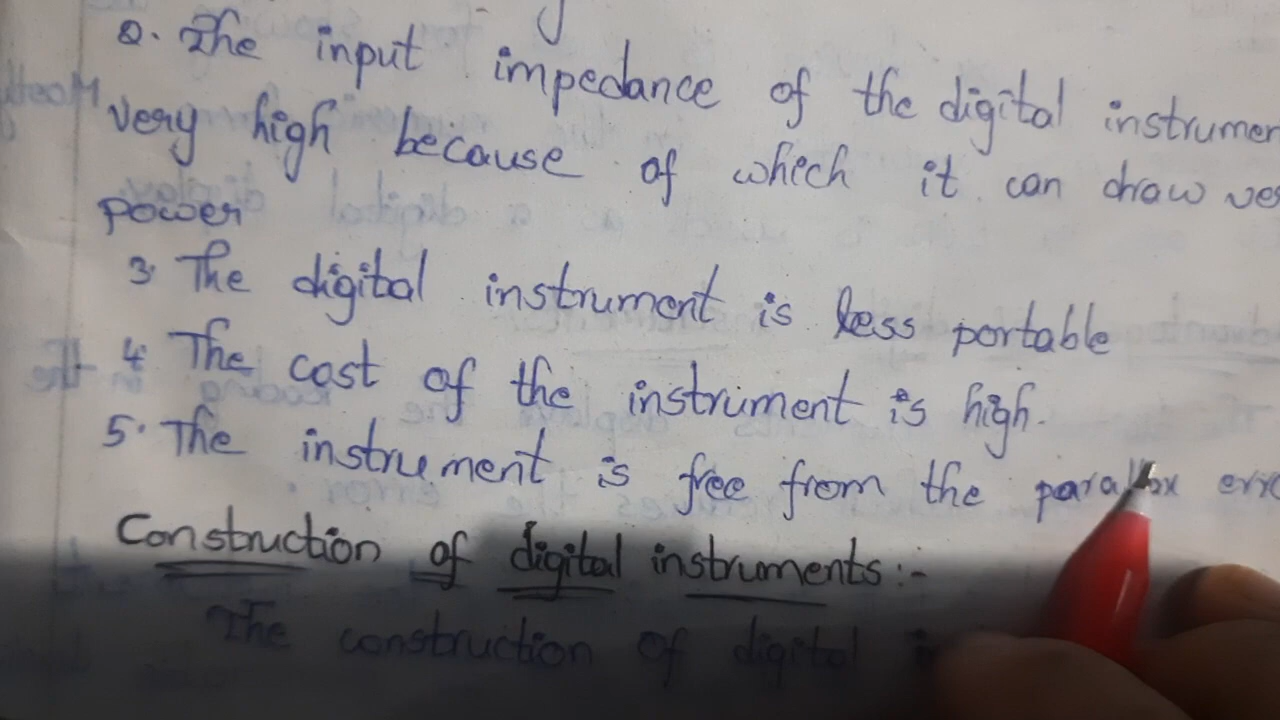 2. The input impedance of the digital instrumen
very high because of which it can draw ve
power
3. The digital instrument is less portable
4. The cost of the instrument is high.
5. The instrument is free from the parallox err
Construction of digital instruments:-
The construction of digital